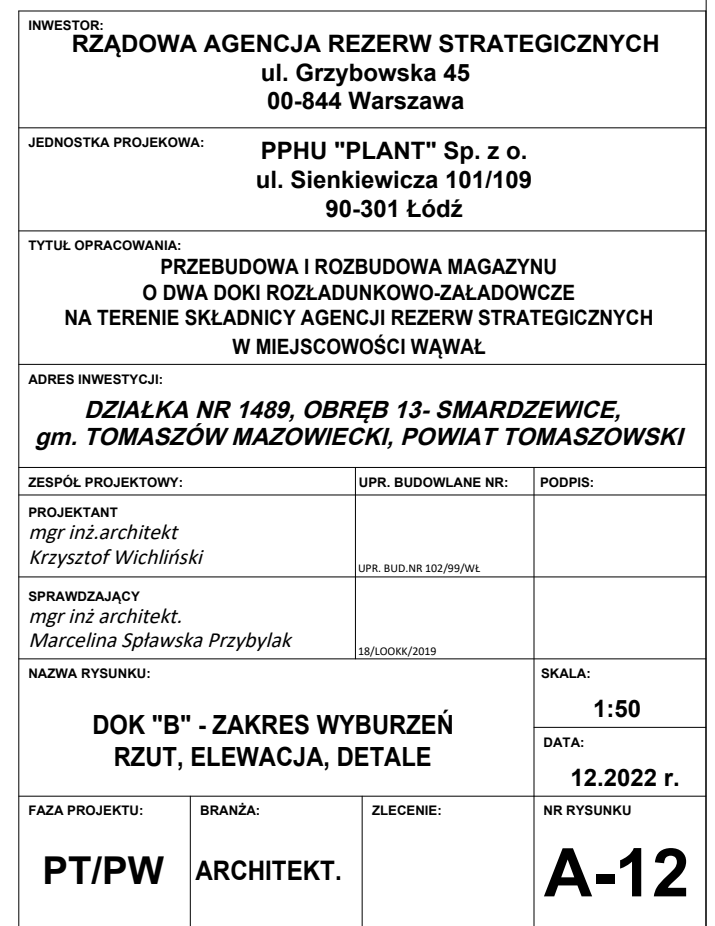 INWESTOR:
RZĄDOWA AGENCJA REZERW STRATEGICZNYCH
ul. Grzybowska 45
00-844 Warszawa
JEDNOSTKA PROJEKOWA:
PPHU "PLANT" Sp. z o.
ul. Sienkiewicza 101/109
90-301 Łódź
TYTUŁ OPRACOWANIA:
PRZEBUDOWA I ROZBUDOWA MAGAZYNU
O DWA DOKI ROZŁADUNKOWO-ZAŁADOWCZE
NA TERENIE SKŁADNICY AGENCJI REZERW STRATEGICZNYCH
W MIEJSCOWOŚCI WĄWAŁ
ADRES INWESTYCJI:
DZIAŁKA NR 1489, OBRĘB 13- SMARDZEWICE,
gm. TOMASZÓW MAZOWIECKI, POWIAT TOMASZOWSKI
ZESPÓŁ PROJEKTOWY: UPR. BUDOWLANE NR: PODPIS:
PROJEKTANT
mgr inż.architekt
Krzysztof Wichliński
UPR. BUD.NR 102/99/WŁ
SPRAWDZAJĄCY
mgr inż architekt.
Marcelina Spławska Przybylak
18/LOOKK/2019
NAZWA RYSUNKU:
DOK "B" - ZAKRES WYBURZEŃ
RZUT, ELEWACJA, DETALE
SKALA:
1:50
DATA:
12.2022 r.
FAZA PROJEKTU: BRANŻA: ZLECENIE: NR RYSUNKU
PT/PW ARCHITEKT. A-12